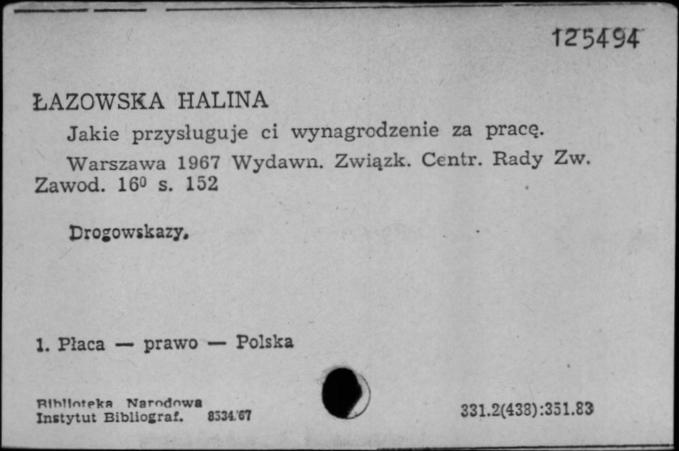 125494
ŁAZOWSKA HALINA
Jakie przysługuje ci wynagrodzenie za pracę.
Warszawa 1967 Wydawn. Związk. Centr. Rady Zw.
Zawod. 16⁰ s. 152
Drogowskazy.
1. Płaca — prawo — Polska
Biblioteka Narodowa
Instytut Bibliograf. 8534/67 331.2(438):351.83